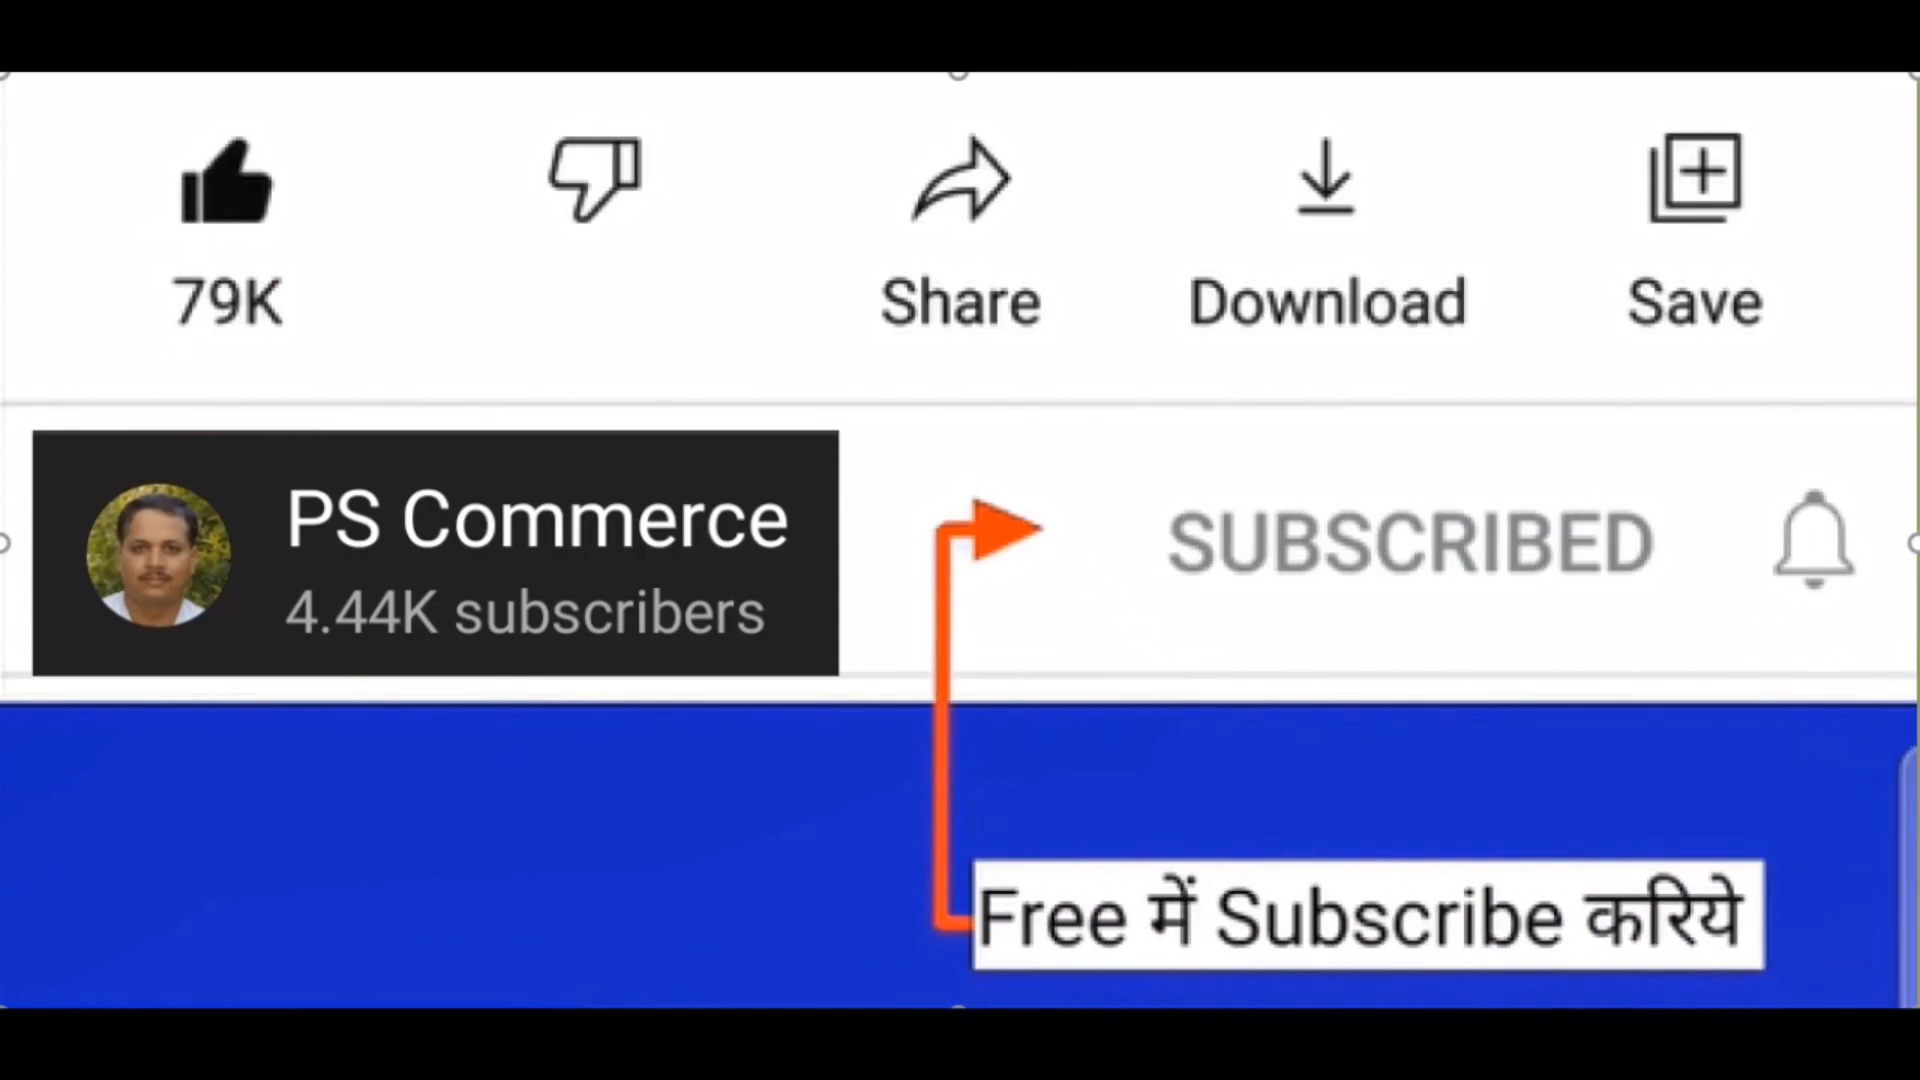 79K
Share
Download
Save
PS Commerce
4.44K subscribers
SUBSCRIBED
Free में Subscribe करिये